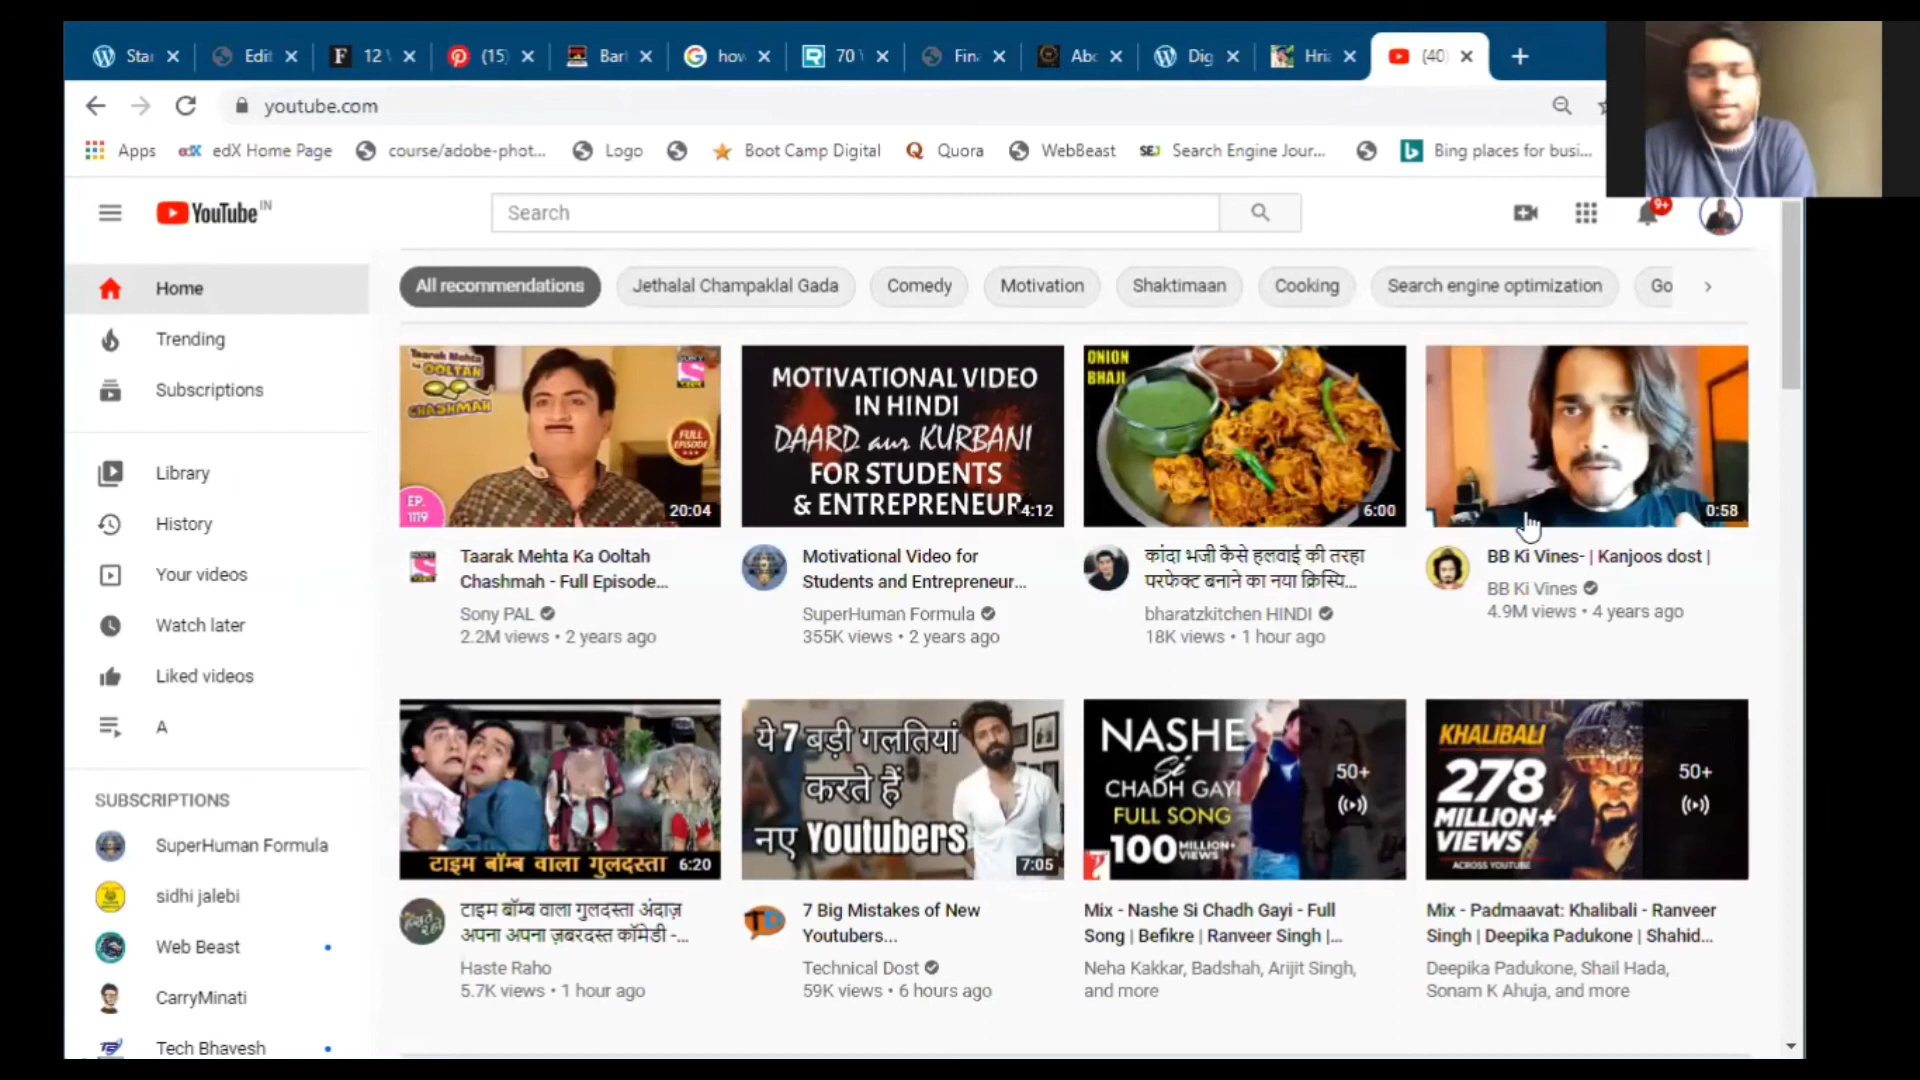 Sta
Edit
12
(15)
Bar
how
70
Fin
Abc
Dig
Hri
(40)
youtube.com
Apps
edX Home Page
course/adobe-phot...
Logo
Boot Camp Digital
Quora
WebBeast
SEJ Search Engine Jour...
Bing places for busi...
YouTube IN
Search
9+
Home
Trending
Subscriptions
Library
History
Your videos
Watch later
Liked videos
A
SUBSCRIPTIONS
SuperHuman Formula
sidhi jalebi
Web Beast
CarryMinati
Tech Bhavesh
All recommendations
Jethalal Champaklal Gada
Comedy
Motivation
Shaktimaan
Cooking
Search engine optimization
Go
Taarak Mehta
Ka OOLTAH
CHASHMAH
FULL
EPISODE
EP.
1119
20:04
Taarak Mehta Ka Ooltah
Chashmah - Full Episode...
Sony PAL
2.2M views • 2 years ago
MOTIVATIONAL VIDEO
IN HINDI
DAARD aur KURBANI
FOR STUDENTS
& ENTREPRENEUR
4:12
Motivational Video for
Students and Entrepreneur...
SuperHuman Formula
355K views • 2 years ago
ONION
BHAJI
6:00
कांदा भजी कैसे हलवाई की तरहा
परफेक्ट बनाने का नया क्रिस्पि...
bharatzkitchen HINDI
18K views • 1 hour ago
0:58
BB Ki Vines- | Kanjoos dost |
BB Ki Vines
4.9M views • 4 years ago
टाइम बॉम्ब वाला गुलदस्ता
6:20
टाइम बॉम्ब वाला गुलदस्ता अंदाज़
अपना अपना ज़बरदस्त कॉमेडी -...
Haste Raho
5.7K views • 1 hour ago
ये 7 बड़ी गलतियां
करते हैं
नए Youtubers
7:05
7 Big Mistakes of New
Youtubers...
Technical Dost
59K views • 6 hours ago
NASHE
Si
CHADH GAYI
FULL SONG
100 MILLION+
VIEWS
50+
Mix - Nashe Si Chadh Gayi - Full
Song | Befikre | Ranveer Singh |...
Neha Kakkar, Badshah, Arijit Singh,
and more
KHALIBALI
278
MILLION+
VIEWS
ACROSS YOUTUBE
50+
Mix - Padmaavat: Khalibali - Ranveer
Singh | Deepika Padukone | Shahid...
Deepika Padukone, Shail Hada,
Sonam K Ahuja, and more